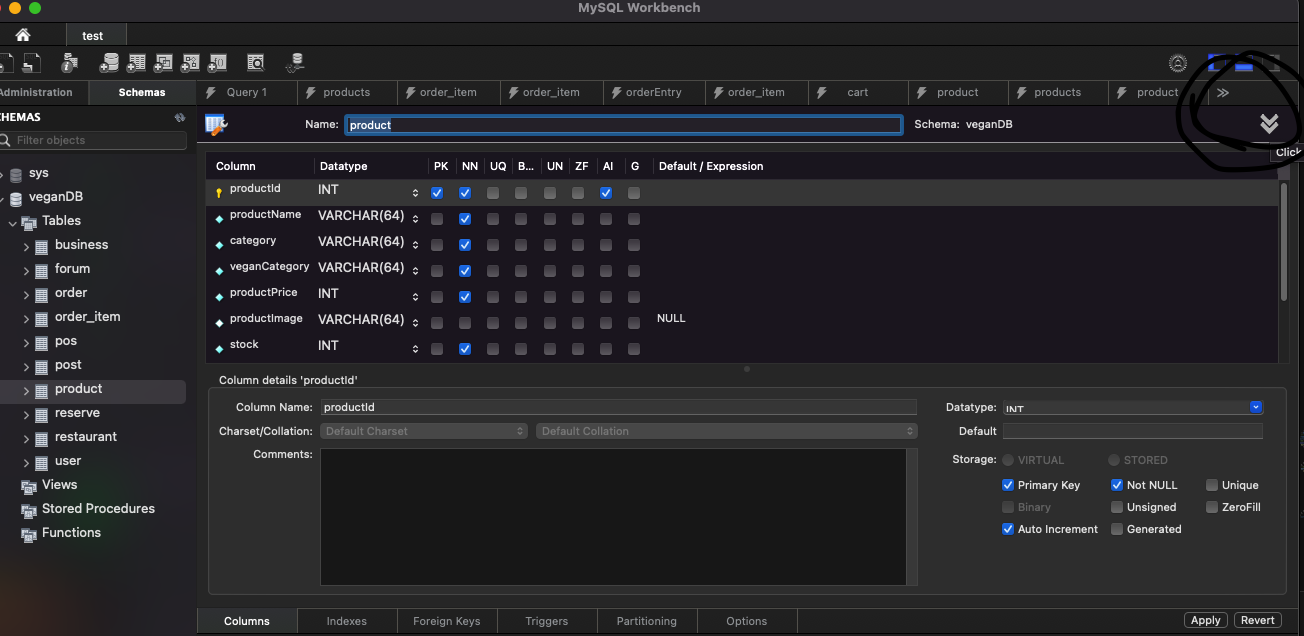 MySQL Workbench
test
Administration Schemas Query 1 products order_item order_item orderEntry order_item cart product products product
SCHEMAS
Name: product Schema: veganDB
Filter objects
Click
Column Datatype PK NN UQ B... UN ZF AI G Default / Expression
sys
productId INT
veganDB
productName VARCHAR(64)
Tables
category VARCHAR(64)
business
veganCategory VARCHAR(64)
forum
productPrice INT
order
productImage VARCHAR(64) NULL
order_item
stock INT
pos
post
Column details 'productId'
product
Column Name: productId Datatype: INT
reserve
Charset/Collation: Default Charset Default Collation Default
restaurant
Comments: Storage: VIRTUAL STORED
user
Views
Primary Key Not NULL Unique
Stored Procedures
Binary Unsigned ZeroFill
Functions
Auto Increment Generated
Columns Indexes Foreign Keys Triggers Partitioning Options Apply Revert